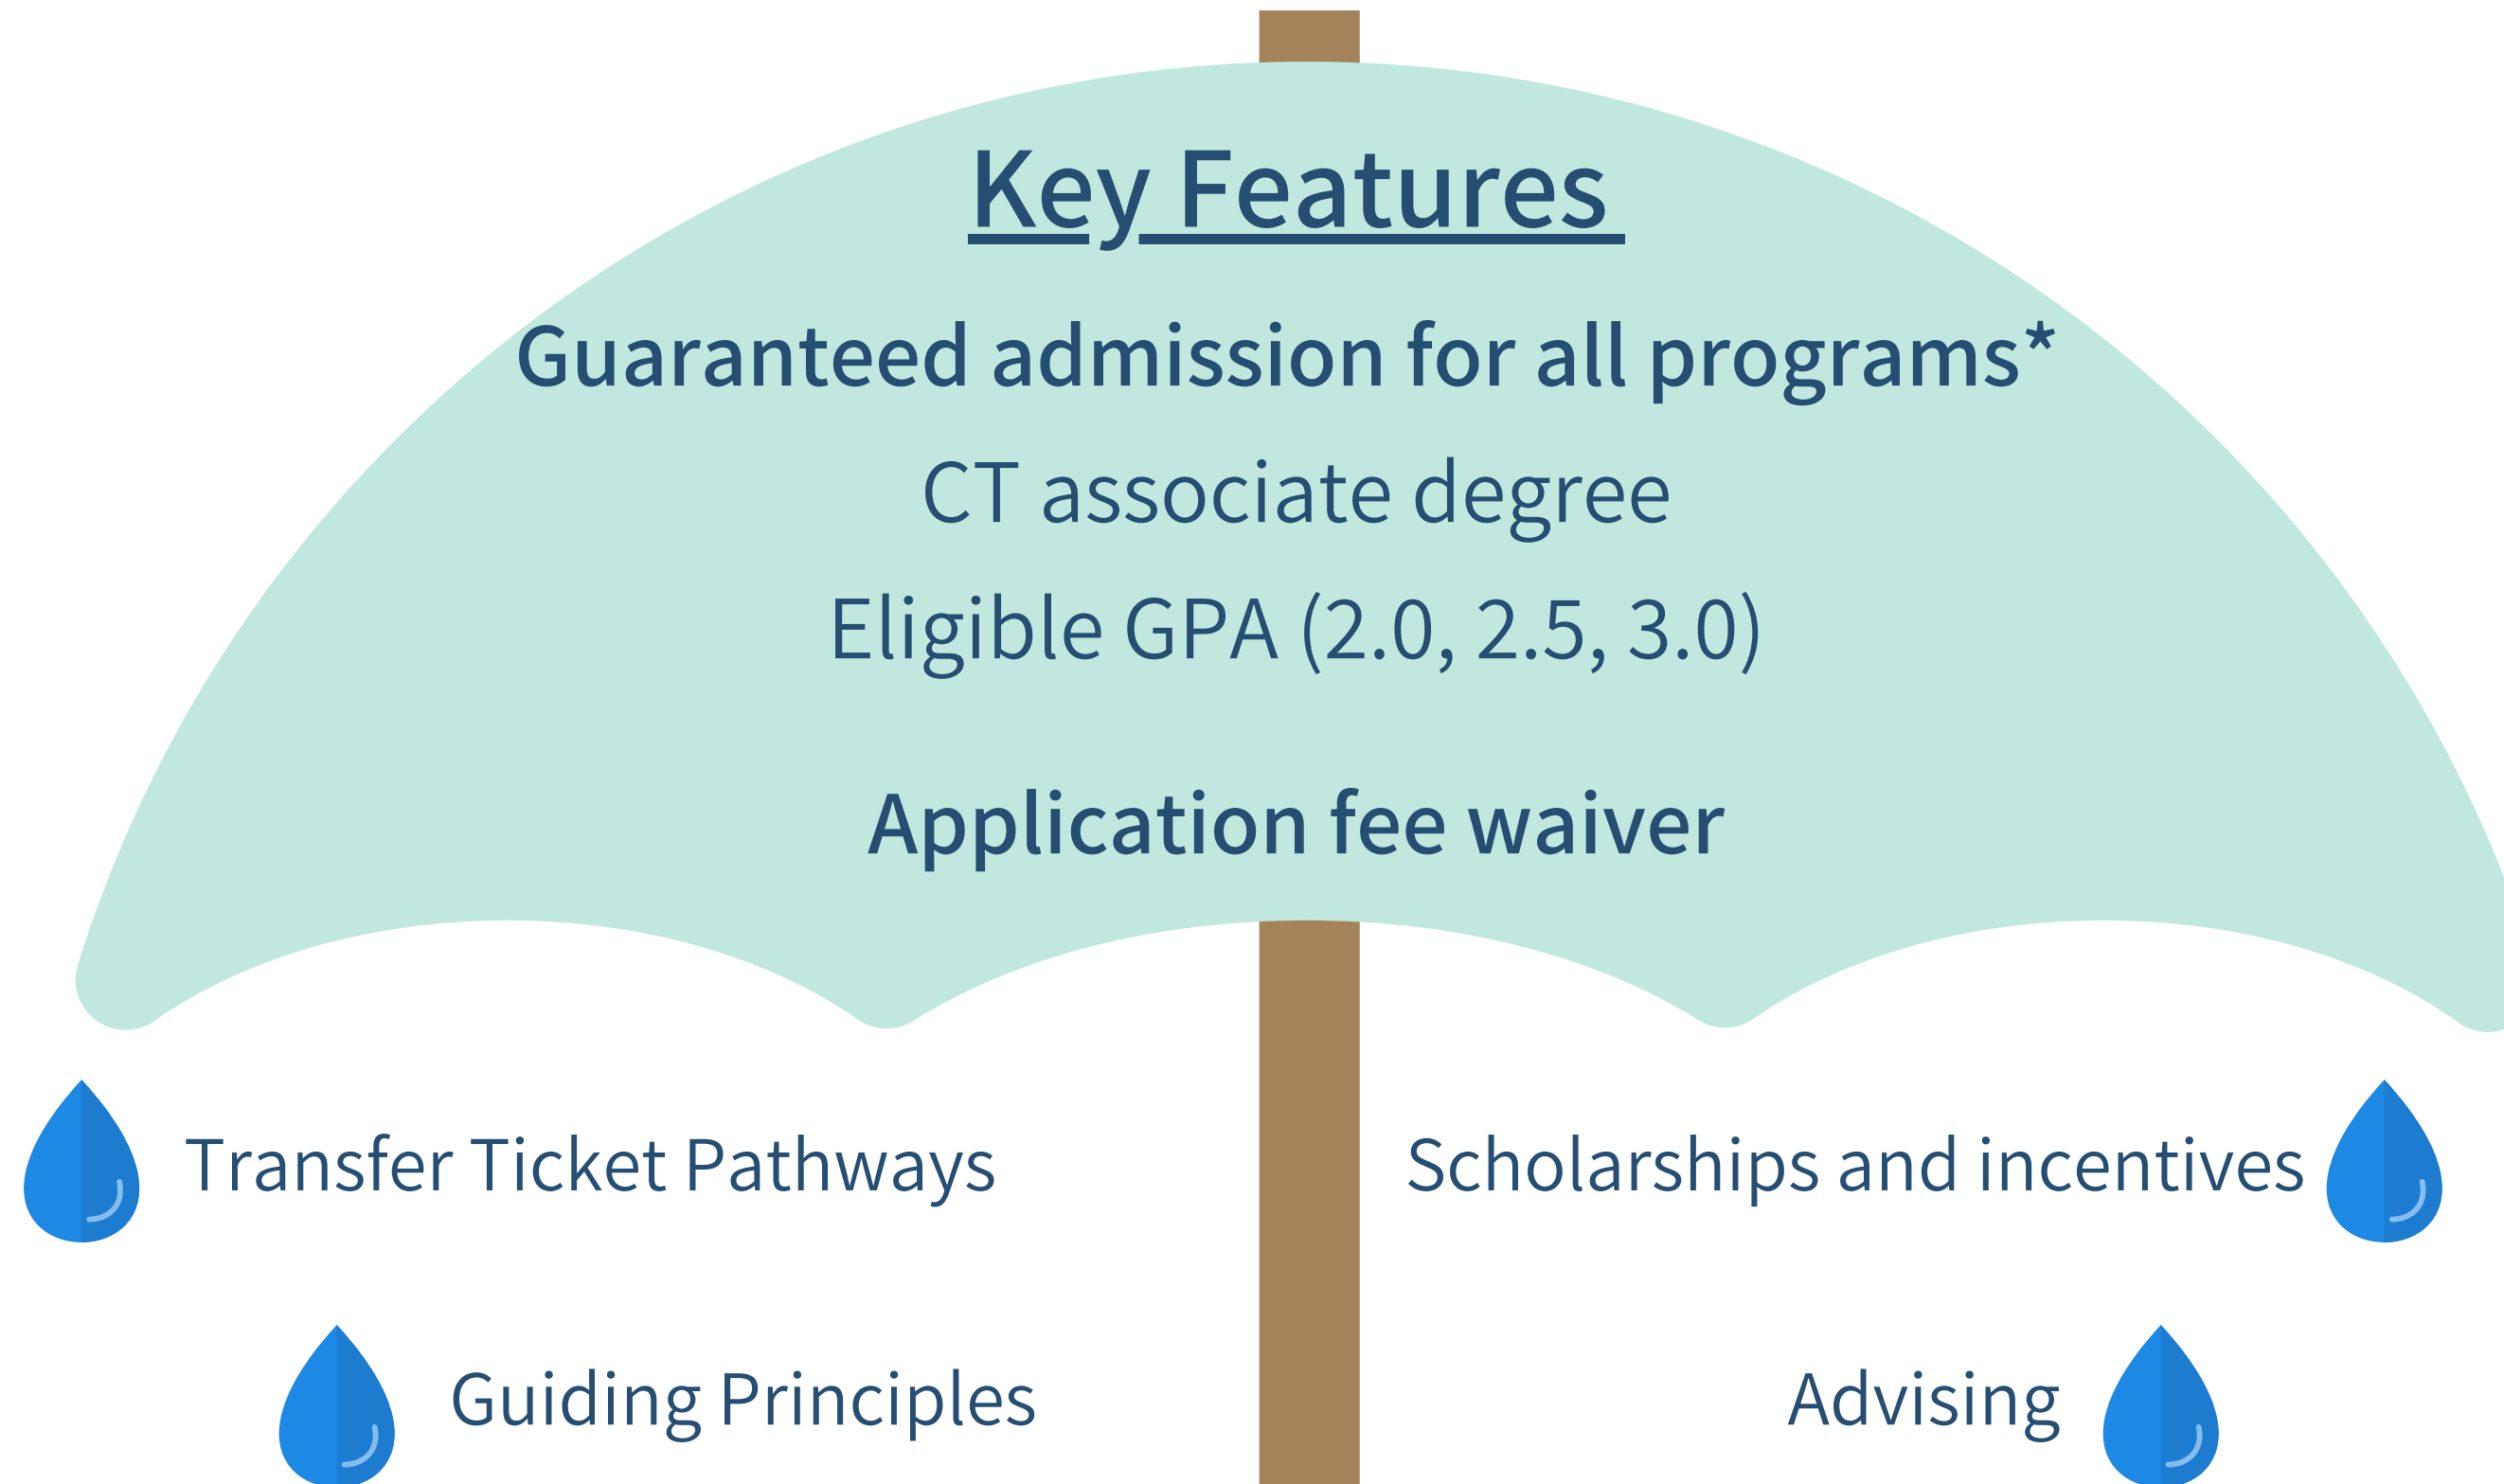 Key Features
Guaranteed admission for all programs*
CT associate degree
Eligible GPA (2.0, 2.5, 3.0)
Application fee waiver
Transfer Ticket Pathways
Scholarships and incentives
Guiding Principles
Advising